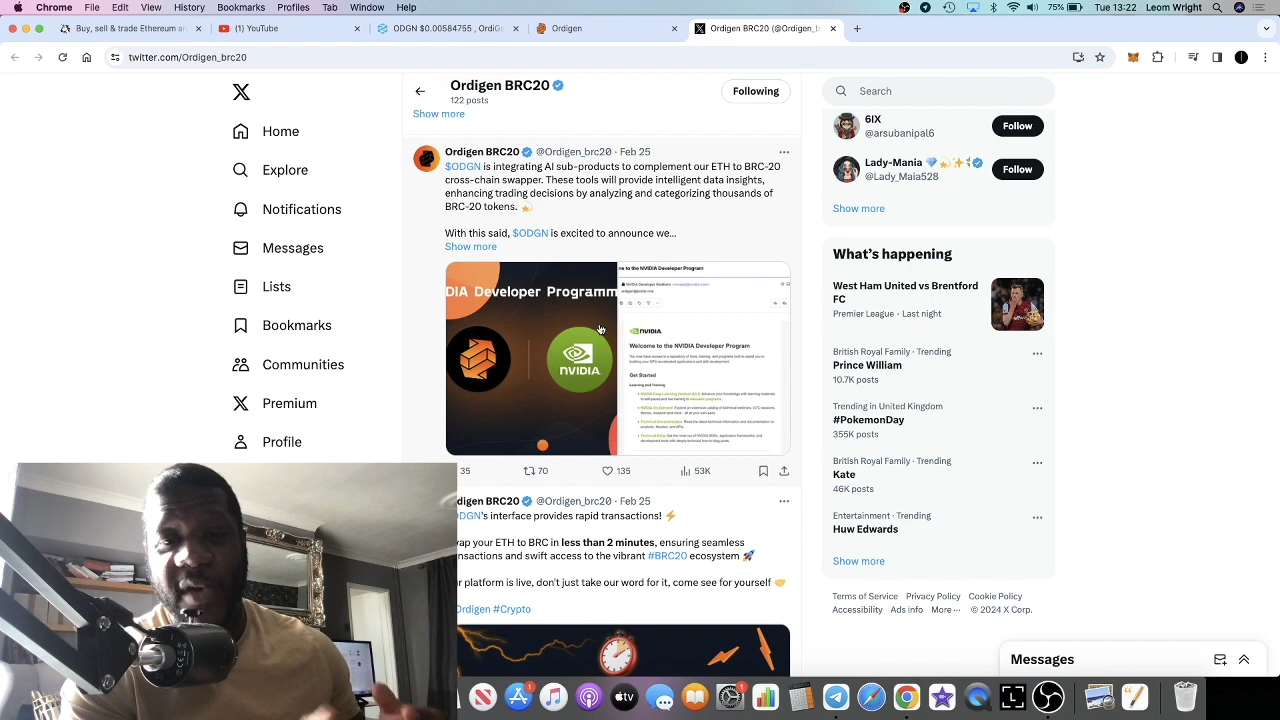 Chrome File Edit View History Bookmarks Profiles Tab Window Help
75% Tue 13:22 Leom Wright
Buy, sell & trade Ethereum an
(1) YouTube
ODGN $0.00584755 , OrdiGe
Ordigen
Ordigen BRC20 (@Ordigen_b
twitter.com/Ordigen_brc20
Home
Explore
Notifications
Messages
Lists
Bookmarks
Communities
Premium
Profile
Ordigen BRC20
122 posts
Following
Show more
Ordigen BRC20 @Ordigen_brc20 · Feb 25
$ODGN is integrating AI sub-products to complement our ETH to BRC-20
cross-chain swapper. These tools will provide intelligent data insights,
enhancing trading decisions by analyzing and categorizing thousands of
BRC-20 tokens.
With this said, $ODGN is excited to announce we...
Show more
DIA Developer Programm
NVIDIA
e to the NVIDIA Developer Program
NVIDIA
Welcome to the NVIDIA Developer Program
Get Started
Learning and Training
35 70 135 53K
digen BRC20 @Ordigen_brc20 · Feb 25
ODGN's interface provides rapid transactions!
vap your ETH to BRC in less than 2 minutes, ensuring seamless
nsactions and swift access to the vibrant #BRC20 ecosystem
r platform is live, don't just take our word for it, come see for yourself
Ordigen #Crypto
Search
6IX
@arsubanipal6
Follow
Lady-Mania
@Lady_Maia528
Follow
Show more
What's happening
West Han United vs Brentford
FC
Premier League · Last night
British Royal Family · Trending
Prince William
10.7K posts
Trending in United Kingdom
#PokemonDay
355K posts
British Royal Family · Trending
Kate
46K posts
Entertainment · Trending
Huw Edwards
Show more
Terms of Service Privacy Policy Cookie Policy
Accessibility Ads info More ··· © 2024 X Corp.
Messages